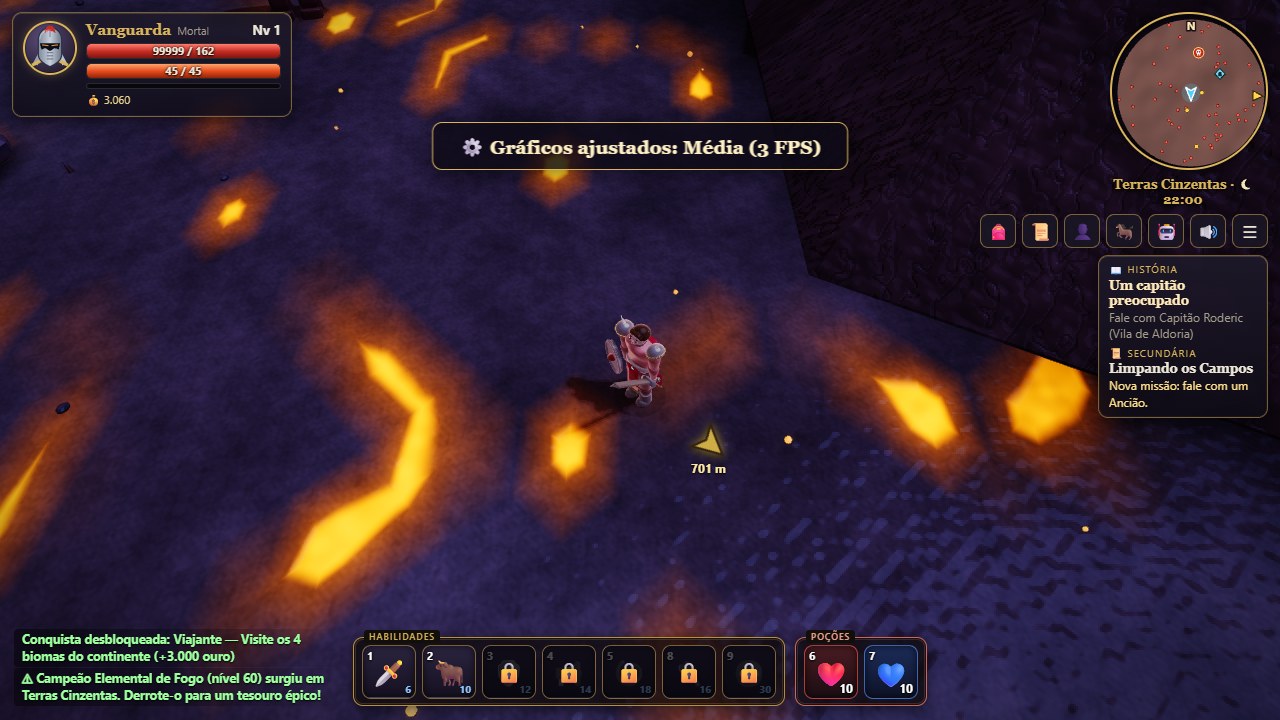 Vanguarda Mortal Nv 1
99999 / 162
45 / 45
3.060
Gráficos ajustados: Média (3 FPS)
N
Terras Cinzentas ·
22:00
HISTÓRIA
Um capitão
preocupado
Fale com Capitão Roderic
(Vila de Aldoria)
SECUNDÁRIA
Limpando os Campos
Nova missão: fale com um
Ancião.
701 m
Conquista desbloqueada: Viajante — Visite os 4
biomas do continente (+3.000 ouro)
⚠ Campeão Elemental de Fogo (nível 60) surgiu em
Terras Cinzentas. Derrote-o para um tesouro épico!
HABILIDADES
1 6
2 10
3 12
4 14
5 18
8 16
9 30
POÇÕES
6 10
7 10